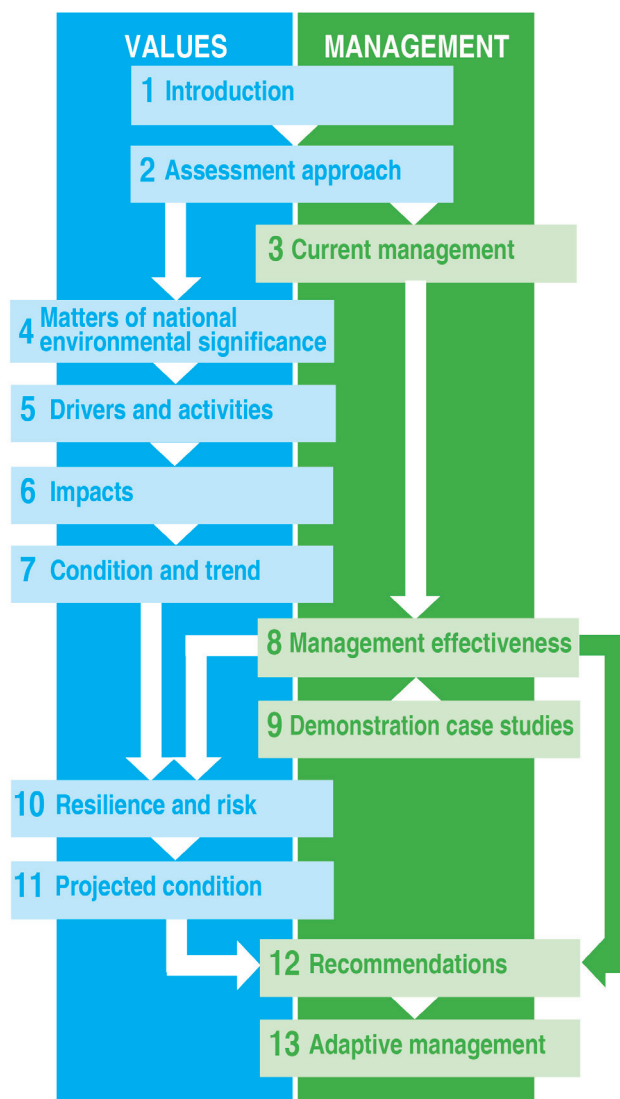 VALUES
MANAGEMENT
1 Introduction
2 Assessment approach
3 Current management
4 Matters of national
environmental significance
5 Drivers and activities
6 Impacts
7 Condition and trend
8 Management effectiveness
9 Demonstration case studies
10 Resilience and risk
11 Projected condition
12 Recommendations
13 Adaptive management